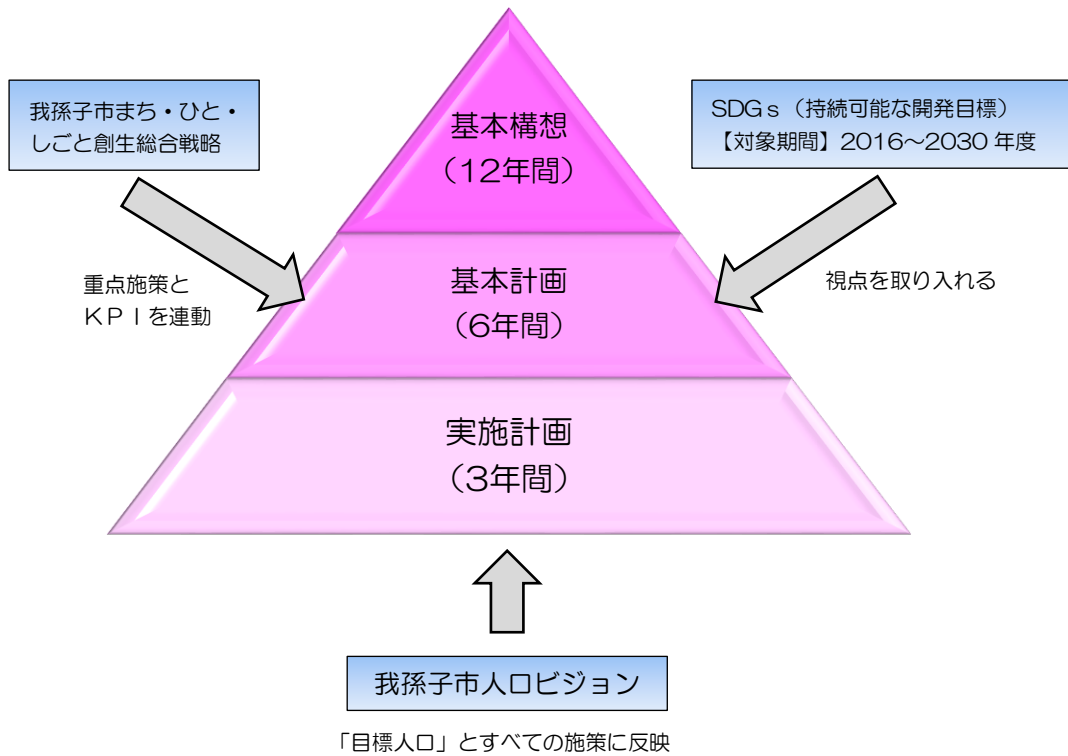 我孫子市まち・ひと・
しごと創生総合戦略
SDGｓ（持続可能な開発目標）
【対象期間】2016～2030 年度
基本構想
（12年間）
重点施策と
ＫＰＩを連動
基本計画
（6年間）
視点を取り入れる
実施計画
（3年間）
我孫子市人口ビジョン
「目標人口」とすべての施策に反映